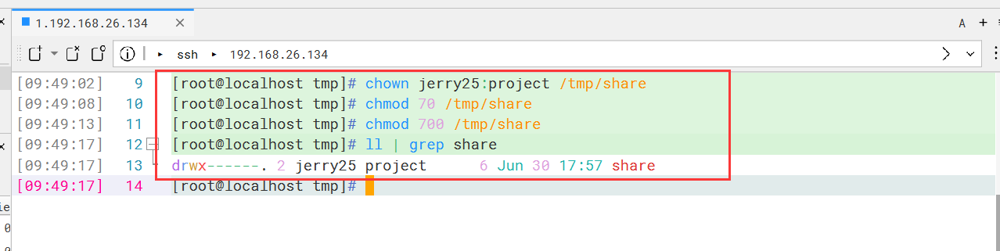 1.192.168.26.134 ×
A +
ssh 192.168.26.134
[09:49:02] 9 [root@localhost tmp]# chown jerry25:project /tmp/share
[09:49:08] 10 [root@localhost tmp]# chmod 70 /tmp/share
[09:49:13] 11 [root@localhost tmp]# chmod 700 /tmp/share
[09:49:17] 12 [root@localhost tmp]# ll | grep share
[09:49:17] 13 drwx------. 2 jerry25 project 6 Jun 30 17:57 share
[09:49:17] 14 [root@localhost tmp]#
0